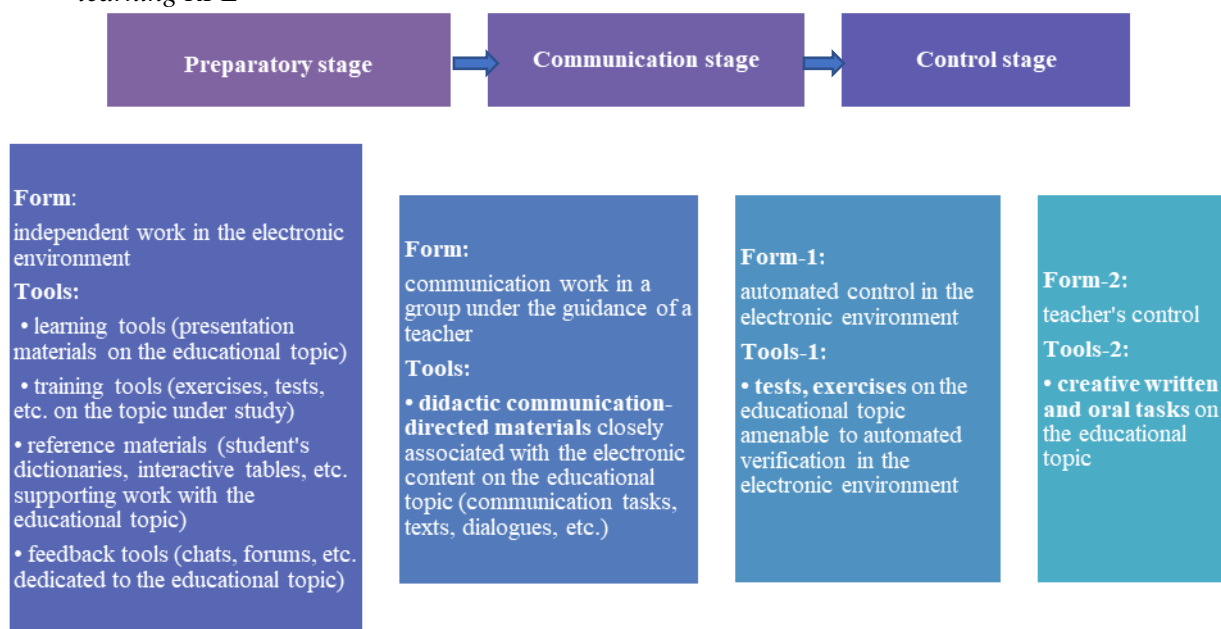 learning RFL
Preparatory stage
Communication stage
Control stage
Form:
independent work in the electronic
environment
Tools:
• learning tools (presentation
materials on the educational topic)
• training tools (exercises, tests,
etc. on the topic under study)
• reference materials (student's
dictionaries, interactive tables, etc.
supporting work with the
educational topic)
• feedback tools (chats, forums, etc.
dedicated to the educational topic)
Form:
communication work in a
group under the guidance of a
teacher
Tools:
• didactic communication-
directed materials closely
associated with the electronic
content on the educational
topic (communication tasks,
texts, dialogues, etc.)
Form-1:
automated control in the
electronic environment
Tools-1:
• tests, exercises on the
educational topic
amenable to automated
verification in the
electronic environment
Form-2:
teacher's control
Tools-2:
• creative written
and oral tasks on
the educational
topic